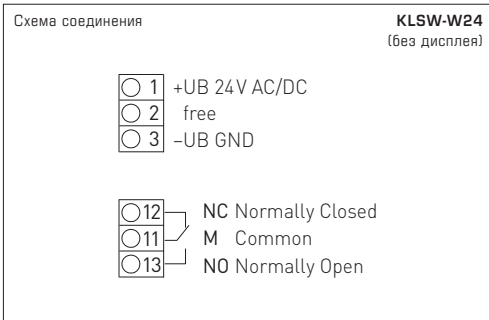 Схема соединения
KLSW-W24
(без дисплея)
1 +UB 24V AC/DC
2 free
3 –UB GND
12 NC Normally Closed
11 M Common
13 NO Normally Open